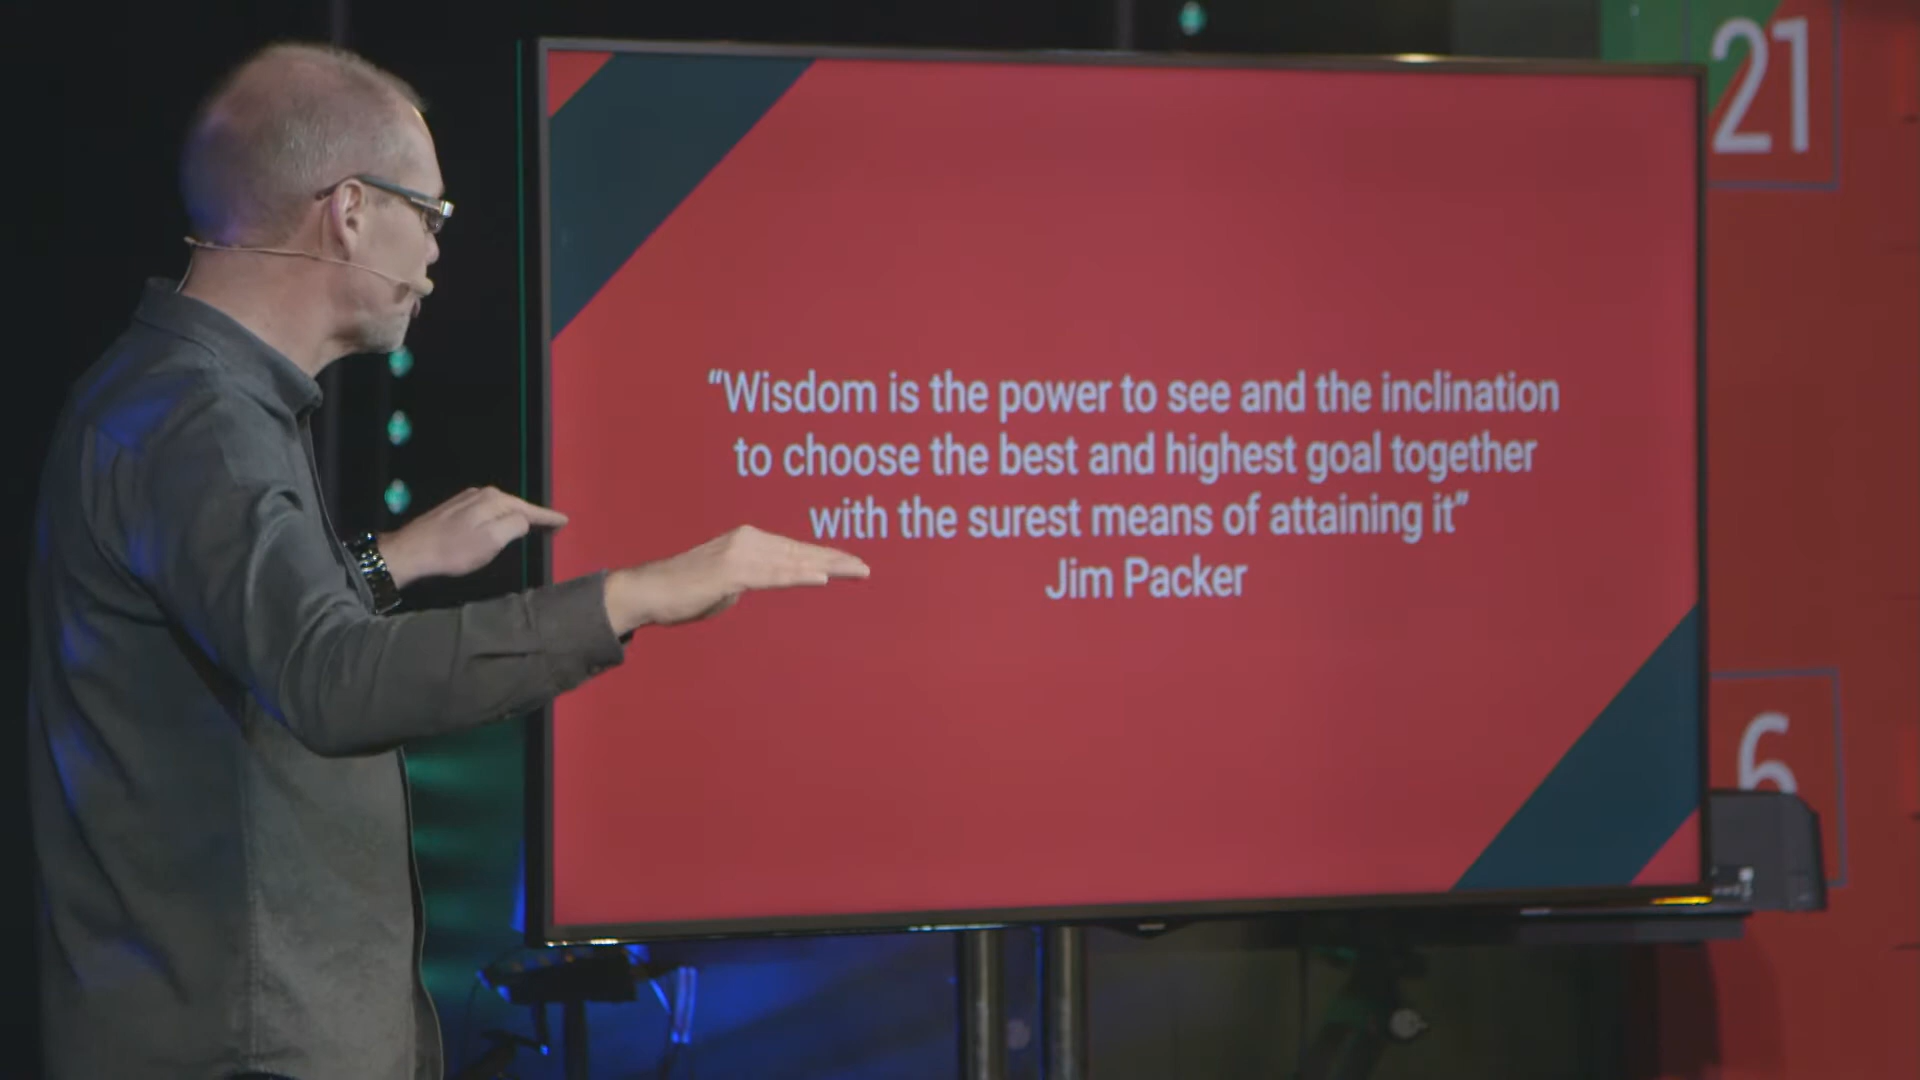 “Wisdom is the power to see and the inclination
to choose the best and highest goal together
with the surest means of attaining it”
Jim Packer
21
6